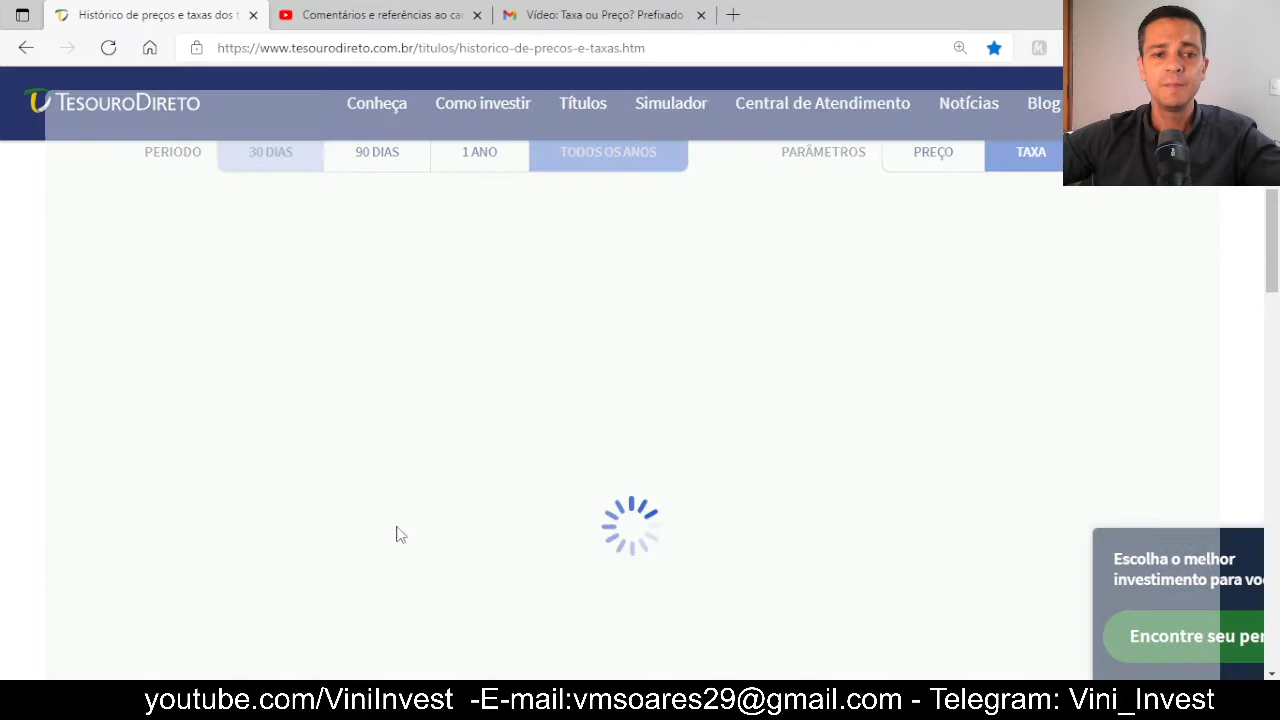 Histórico de preços e taxas dos t
Comentários e referências ao ca
Vídeo: Taxa ou Preço? Prefixado
https://www.tesourodireto.com.br/titulos/historico-de-precos-e-taxas.htm
TESOURODIRETO
Conheça
Como investir
Títulos
Simulador
Central de Atendimento
Notícias
Blog
PERIODO
30 DIAS
90 DIAS
1 ANO
TODOS OS ANOS
PARÂMETROS
PREÇO
TAXA
Escolha o melhor
investimento para vo
Encontre seu per
youtube.com/ViniInvest -E-mail:vmsoares29@gmail.com - Telegram: Vini_Invest